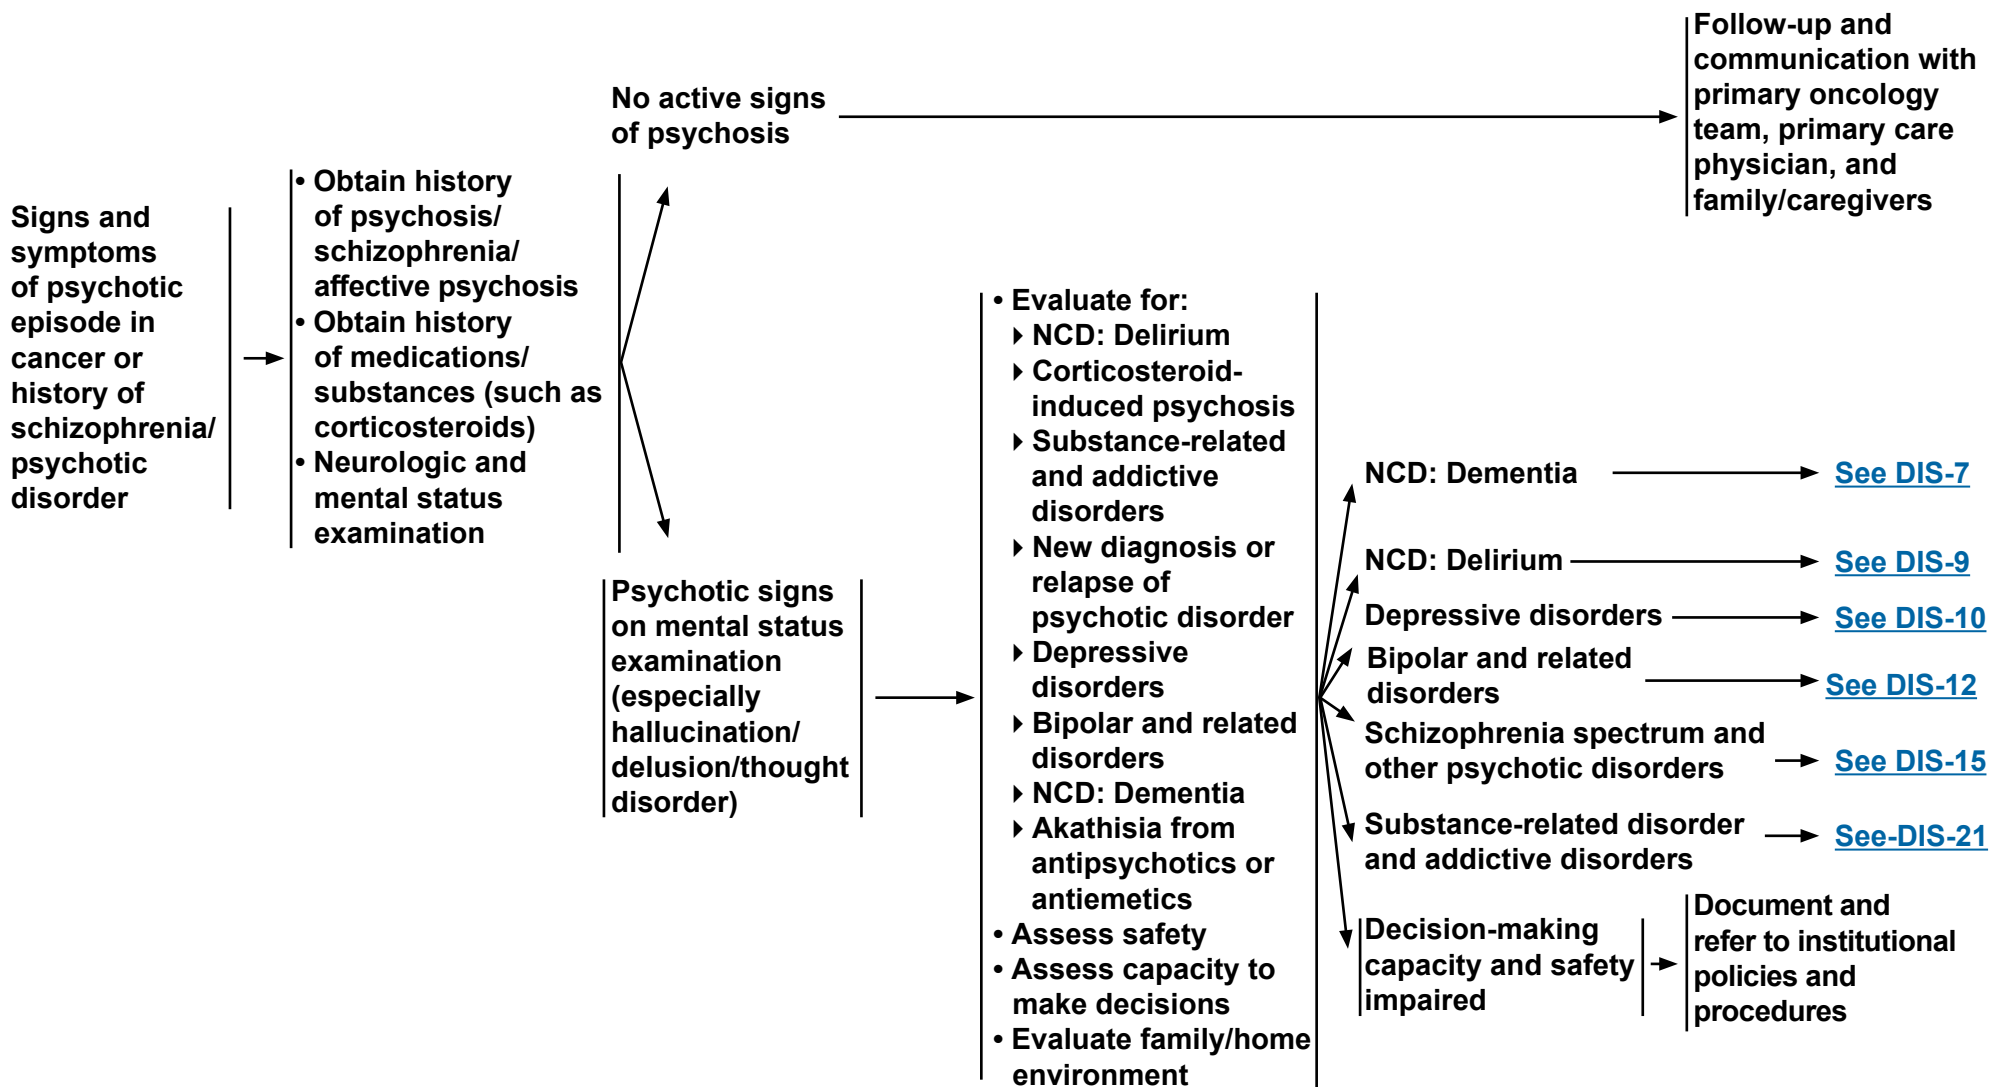 Signs and
symptoms
of psychotic
episode in
cancer or
history of
schizophrenia/
psychotic
disorder
• Obtain history
of psychosis/
schizophrenia/
affective psychosis
• Obtain history
of medications/
substances (such as
corticosteroids)
• Neurologic and
mental status
examination
No active signs
of psychosis
Follow-up and
communication with
primary oncology
team, primary care
physician, and
family/caregivers
Psychotic signs
on mental status
examination
(especially
hallucination/
delusion/thought
disorder)
• Evaluate for:
NCD: Delirium
Corticosteroid-
induced psychosis
Substance-related
and addictive
disorders
New diagnosis or
relapse of
psychotic disorder
Depressive
disorders
Bipolar and related
disorders
NCD: Dementia
Akathisia from
antipsychotics or
antiemetics
• Assess safety
• Assess capacity to
make decisions
• Evaluate family/home
environment
NCD: Dementia
See DIS-7
NCD: Delirium
See DIS-9
Depressive disorders
See DIS-10
Bipolar and related
disorders
See DIS-12
Schizophrenia spectrum and
other psychotic disorders
See DIS-15
Substance-related disorder
and addictive disorders
See-DIS-21
Decision-making
capacity and safety
impaired
Document and
refer to institutional
policies and
procedures